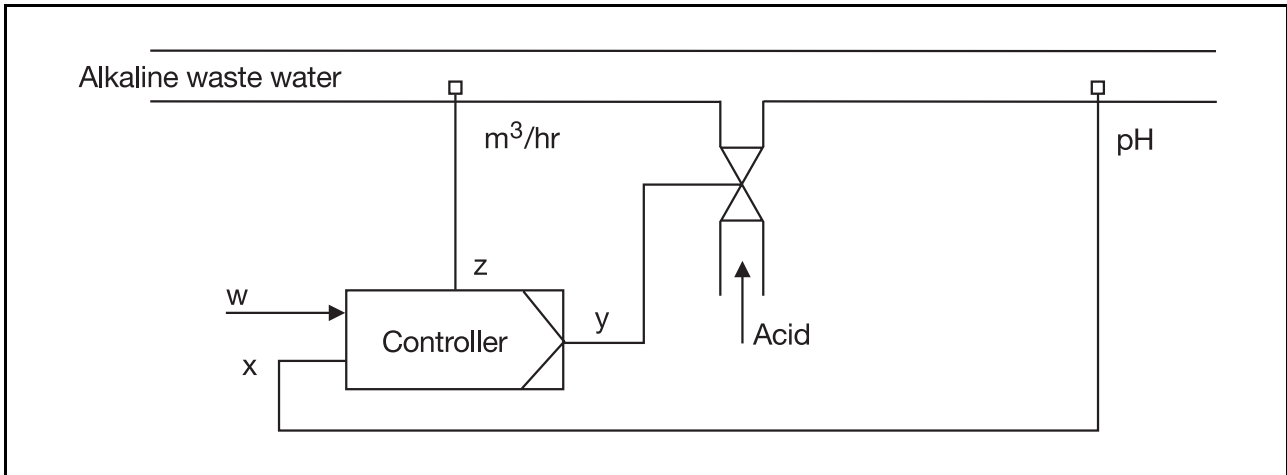 Alkaline waste water
m³/hr
pH
z
w
Controller
y
x
Acid